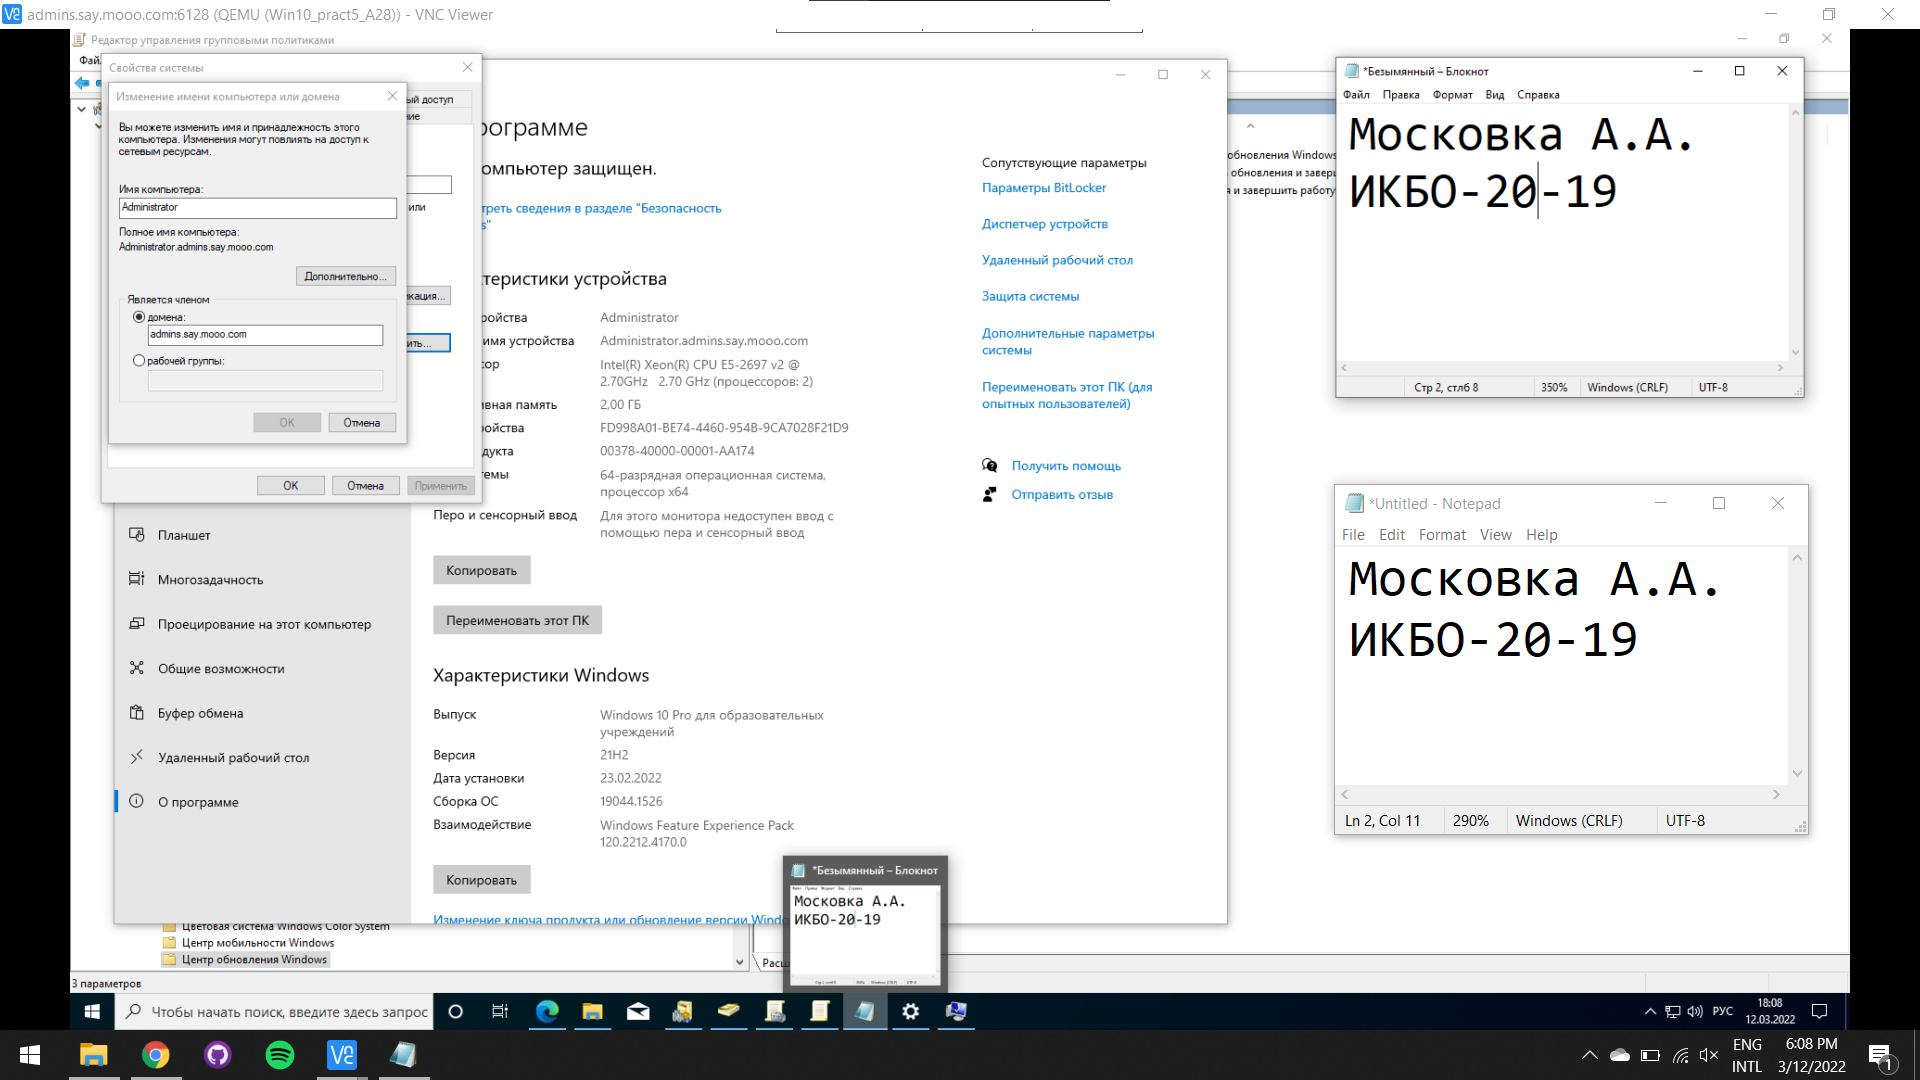 admins.say.mooo.com:6128 (QEMU (Win10_pract5_A28)) - VNC Viewer
Редактор управления групповыми политиками
Свойства системы
Изменение имени компьютера или домена
Вы можете изменить имя и принадлежность этого
компьютера. Изменения могут повлиять на доступ к
сетевым ресурсам.
Имя компьютера:
Administrator
Полное имя компьютера:
Administrator.admins.say.mooo.com
Дополнительно...
Является членом
домена:
admins.say.mooo.com
рабочей группы:
ОК
Отмена
или
ОК
Отмена
Применить
Планшет
Многозадачность
Проецирование на этот компьютер
Общие возможности
Буфер обмена
Удаленный рабочий стол
О программе
рограмме
омпьютер защищен.
треть сведения в разделе "Безопасность
s"
теристики устройства
ройства Administrator
имя устройства Administrator.admins.say.mooo.com
ор Intel(R) Xeon(R) CPU E5-2697 v2 @
2.70GHz 2.70 GHz (процессоров: 2)
вная память 2,00 ГБ
ройства FD998A01-BE74-4460-954B-9CA7028F21D9
дукта 00378-40000-00001-AA174
емы 64-разрядная операционная система,
процессор x64
Перо и сенсорный ввод Для этого монитора недоступен ввод с
помощью пера и сенсорный ввод
Копировать
Переименовать этот ПК
Характеристики Windows
Выпуск Windows 10 Pro для образовательных
учреждений
Версия 21H2
Дата установки 23.02.2022
Сборка ОС 19044.1526
Взаимодействие Windows Feature Experience Pack
120.2212.4170.0
Копировать
Изменение ключа продукта или обновление версии Windo
Сопутствующие параметры
Параметры BitLocker
Диспетчер устройств
Удаленный рабочий стол
Защита системы
Дополнительные параметры
системы
Переименовать этот ПК (для
опытных пользователей)
Получить помощь
Отправить отзыв
обновления Windows
обновления и заверш
и завершить работу
*Безымянный – Блокнот
Файл Правка Формат Вид Справка
Московка А.А.
ИКБО-20-19
Стр 2, стлб 8 350% Windows (CRLF) UTF-8
*Untitled - Notepad
File Edit Format View Help
Московка А.А.
ИКБО-20-19
Ln 2, Col 11 290% Windows (CRLF) UTF-8
*Безымянный – Блокнот
Московка А.А.
ИКБО-20-19
Цветовая система Windows Color System
Центр мобильности Windows
Центр обновления Windows
3 параметров
Чтобы начать поиск, введите здесь запрос
РУС
18:08
12.03.2022
ENG
INTL
6:08 PM
3/12/2022
1